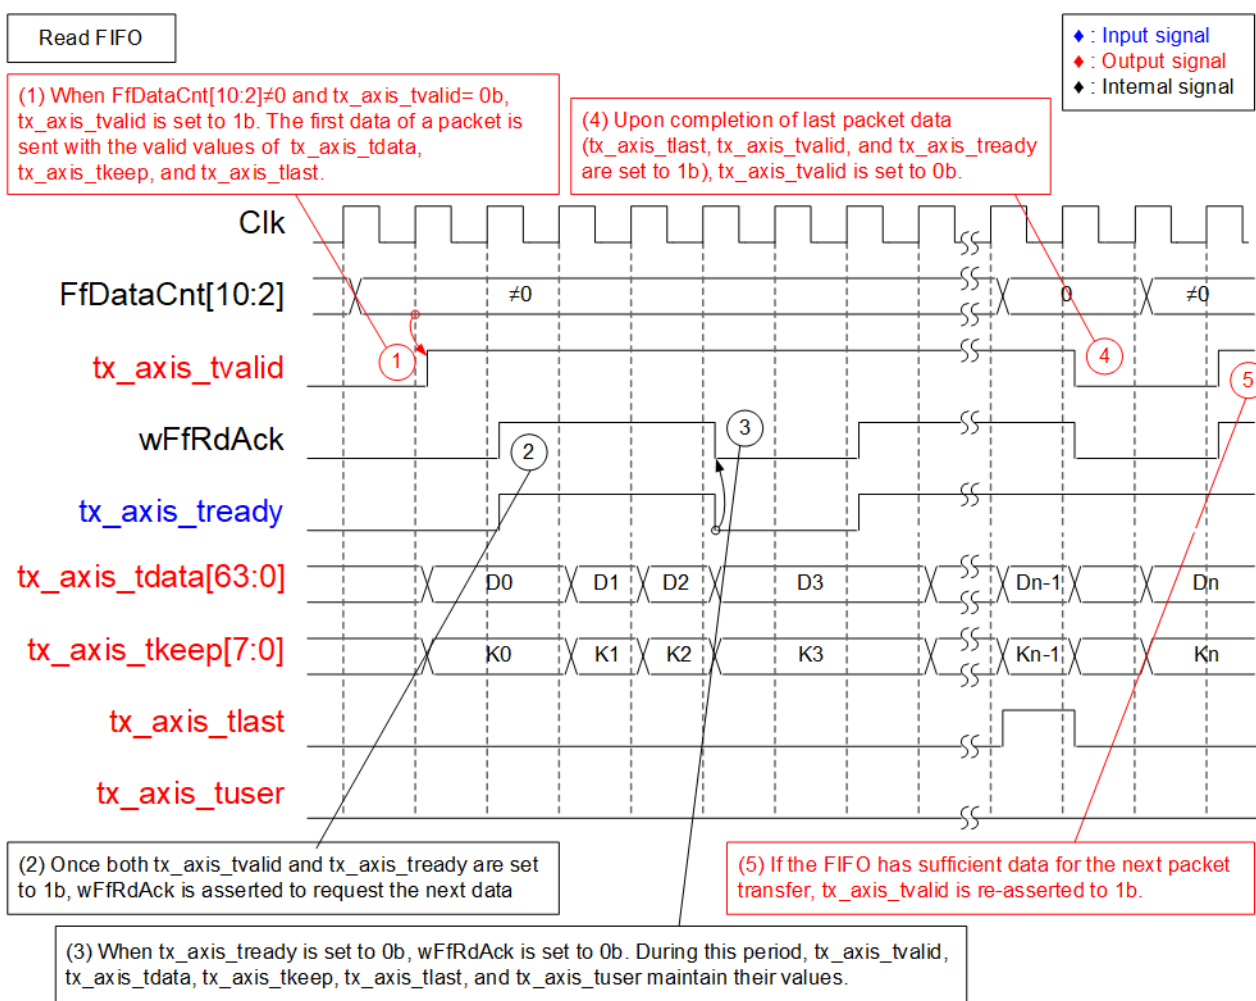 Read FIFO
♦ : Input signal
♦ : Output signal
♦ : Internal signal
(1) When FfDataCnt[10:2]≠0 and tx_axis_tvalid= 0b,
tx_axis_tvalid is set to 1b. The first data of a packet is
sent with the valid values of  tx_axis_tdata,
tx_axis_tkeep, and tx_axis_tlast.
(4) Upon completion of last packet data
(tx_axis_tlast, tx_axis_tvalid, and tx_axis_tready
are set to 1b), tx_axis_tvalid is set to 0b.
Clk
FfDataCnt[10:2] ≠0 0 ≠0
tx_axis_tvalid 1 4 5
wFfRdAck 2 3
tx_axis_tready
tx_axis_tdata[63:0] D0 D1 D2 D3 Dn-1 Dn
tx_axis_tkeep[7:0] K0 K1 K2 K3 Kn-1 Kn
tx_axis_tlast
tx_axis_tuser
(2) Once both tx_axis_tvalid and tx_axis_tready are set
to 1b, wFfRdAck is asserted to request the next data
(5) If the FIFO has sufficient data for the next packet
transfer, tx_axis_tvalid is re-asserted to 1b.
(3) When tx_axis_tready is set to 0b, wFfRdAck is set to 0b. During this period, tx_axis_tvalid,
tx_axis_tdata, tx_axis_tkeep, tx_axis_tlast, and tx_axis_tuser maintain their values.